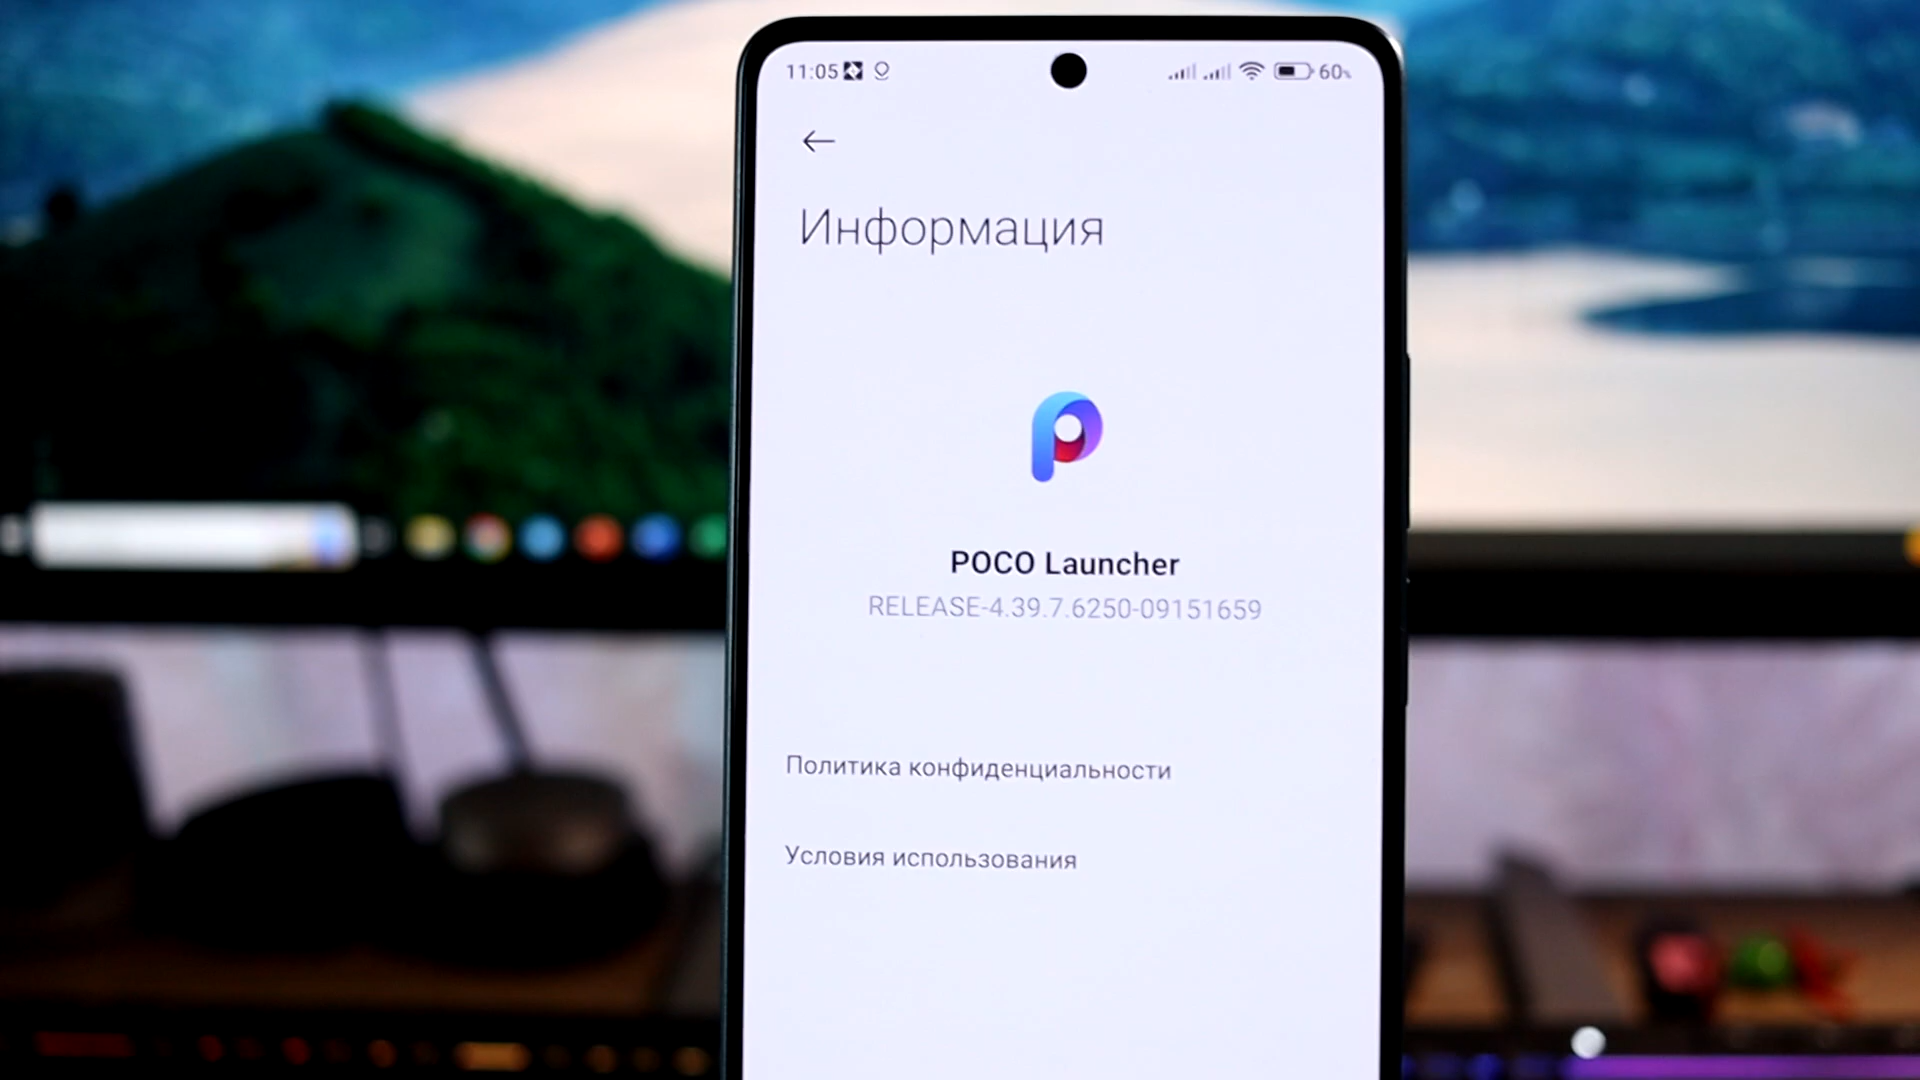 11:05 60%
Информация
POCO Launcher
RELEASE-4.39.7.6250-09151659
Политика конфиденциальности
Условия использования